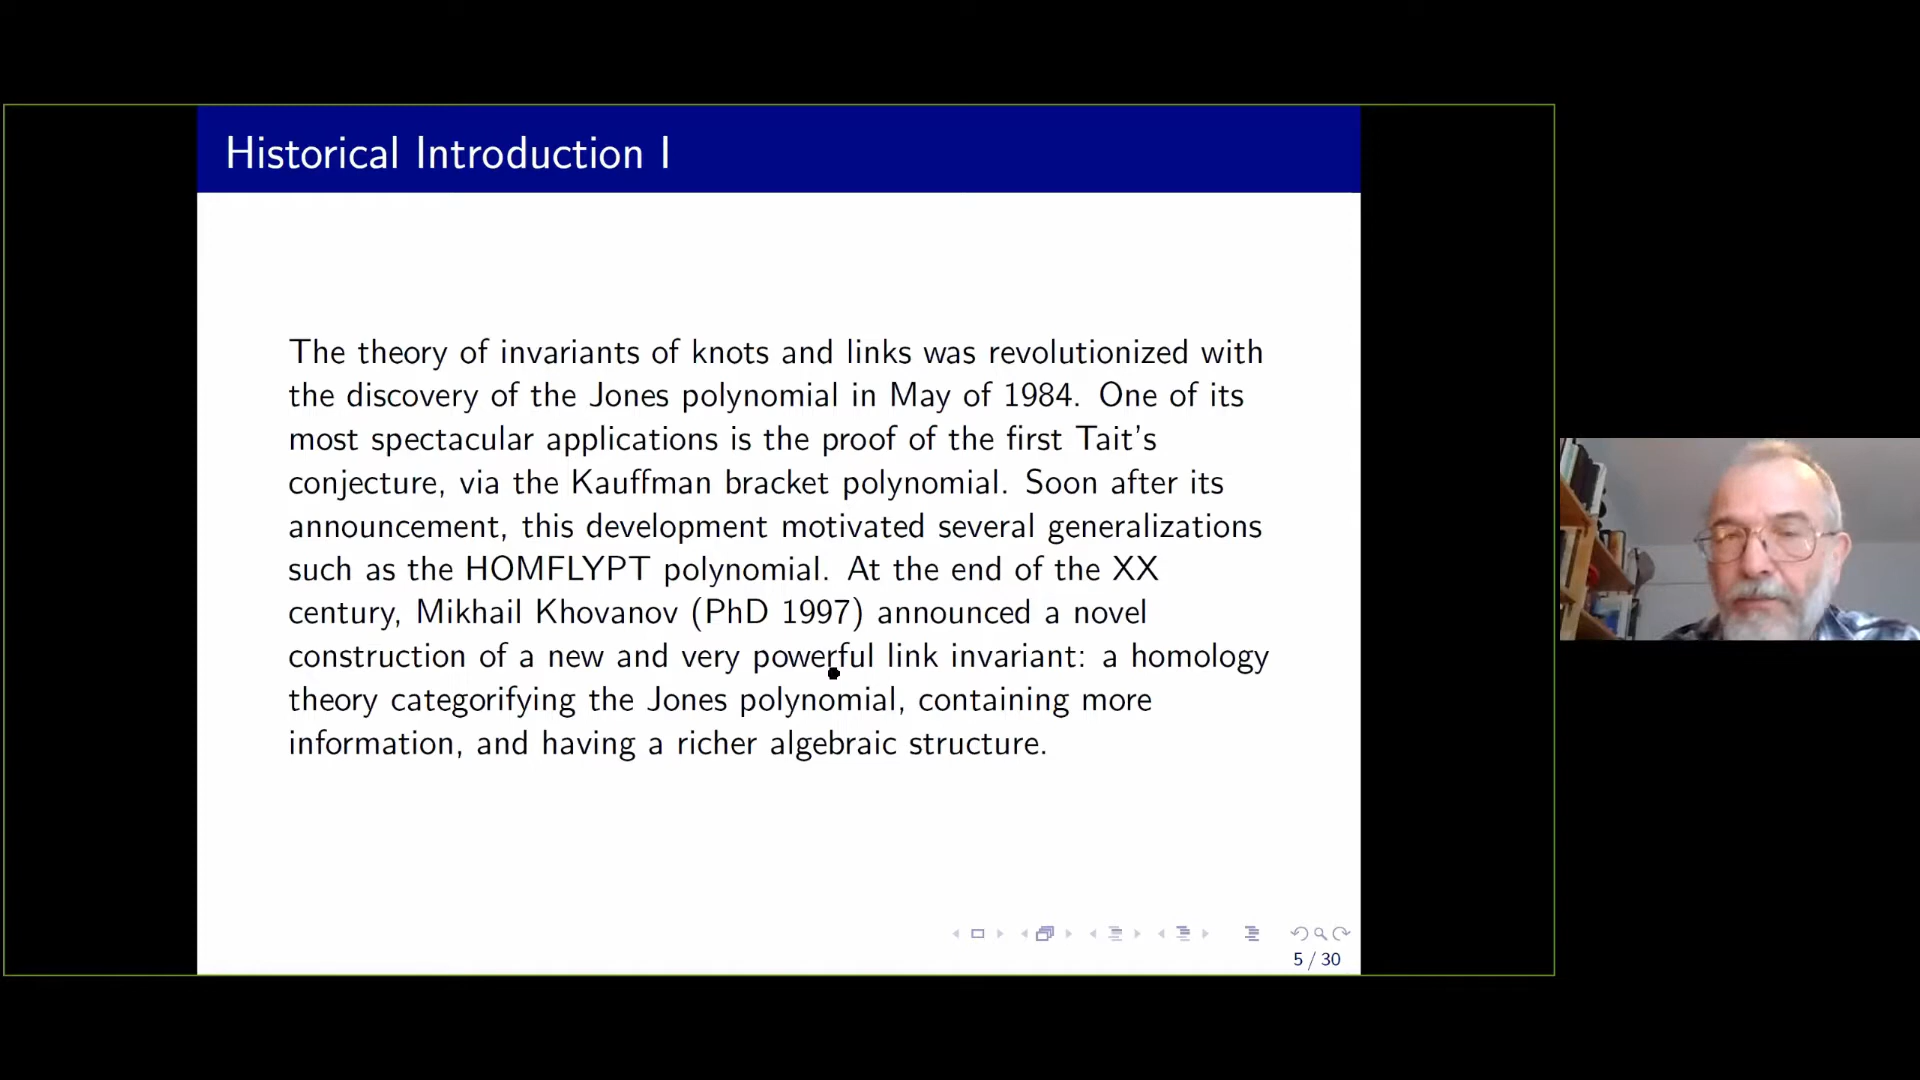 Historical Introduction I
The theory of invariants of knots and links was revolutionized with
the discovery of the Jones polynomial in May of 1984. One of its
most spectacular applications is the proof of the first Tait's
conjecture, via the Kauffman bracket polynomial. Soon after its
announcement, this development motivated several generalizations
such as the HOMFLYPT polynomial. At the end of the XX
century, Mikhail Khovanov (PhD 1997) announced a novel
construction of a new and very powerful link invariant: a homology
theory categorifying the Jones polynomial, containing more
information, and having a richer algebraic structure.
5 / 30